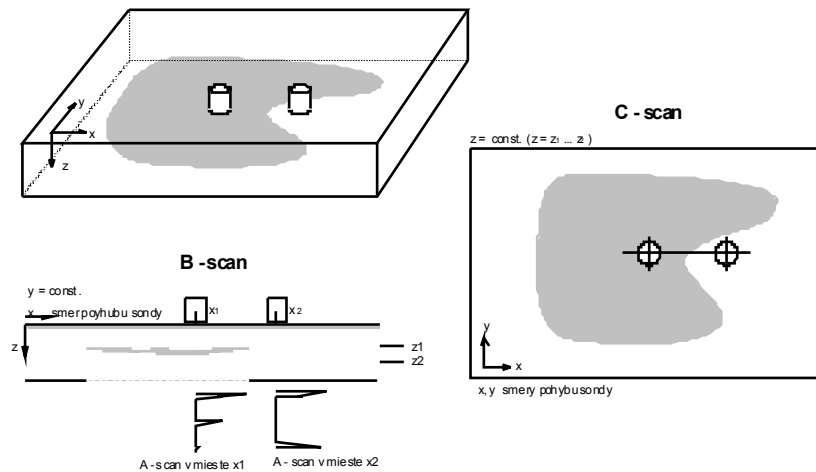 y
x
z
C - scan
z = const. ( z = z1 ... z2 )
B - scan
y = const.
x smer poyhubu sondy
x1
x2
z
z1
z2
y
x
x, y smery pohybu sondy
A - scan v mieste x1
A - scan v mieste x2